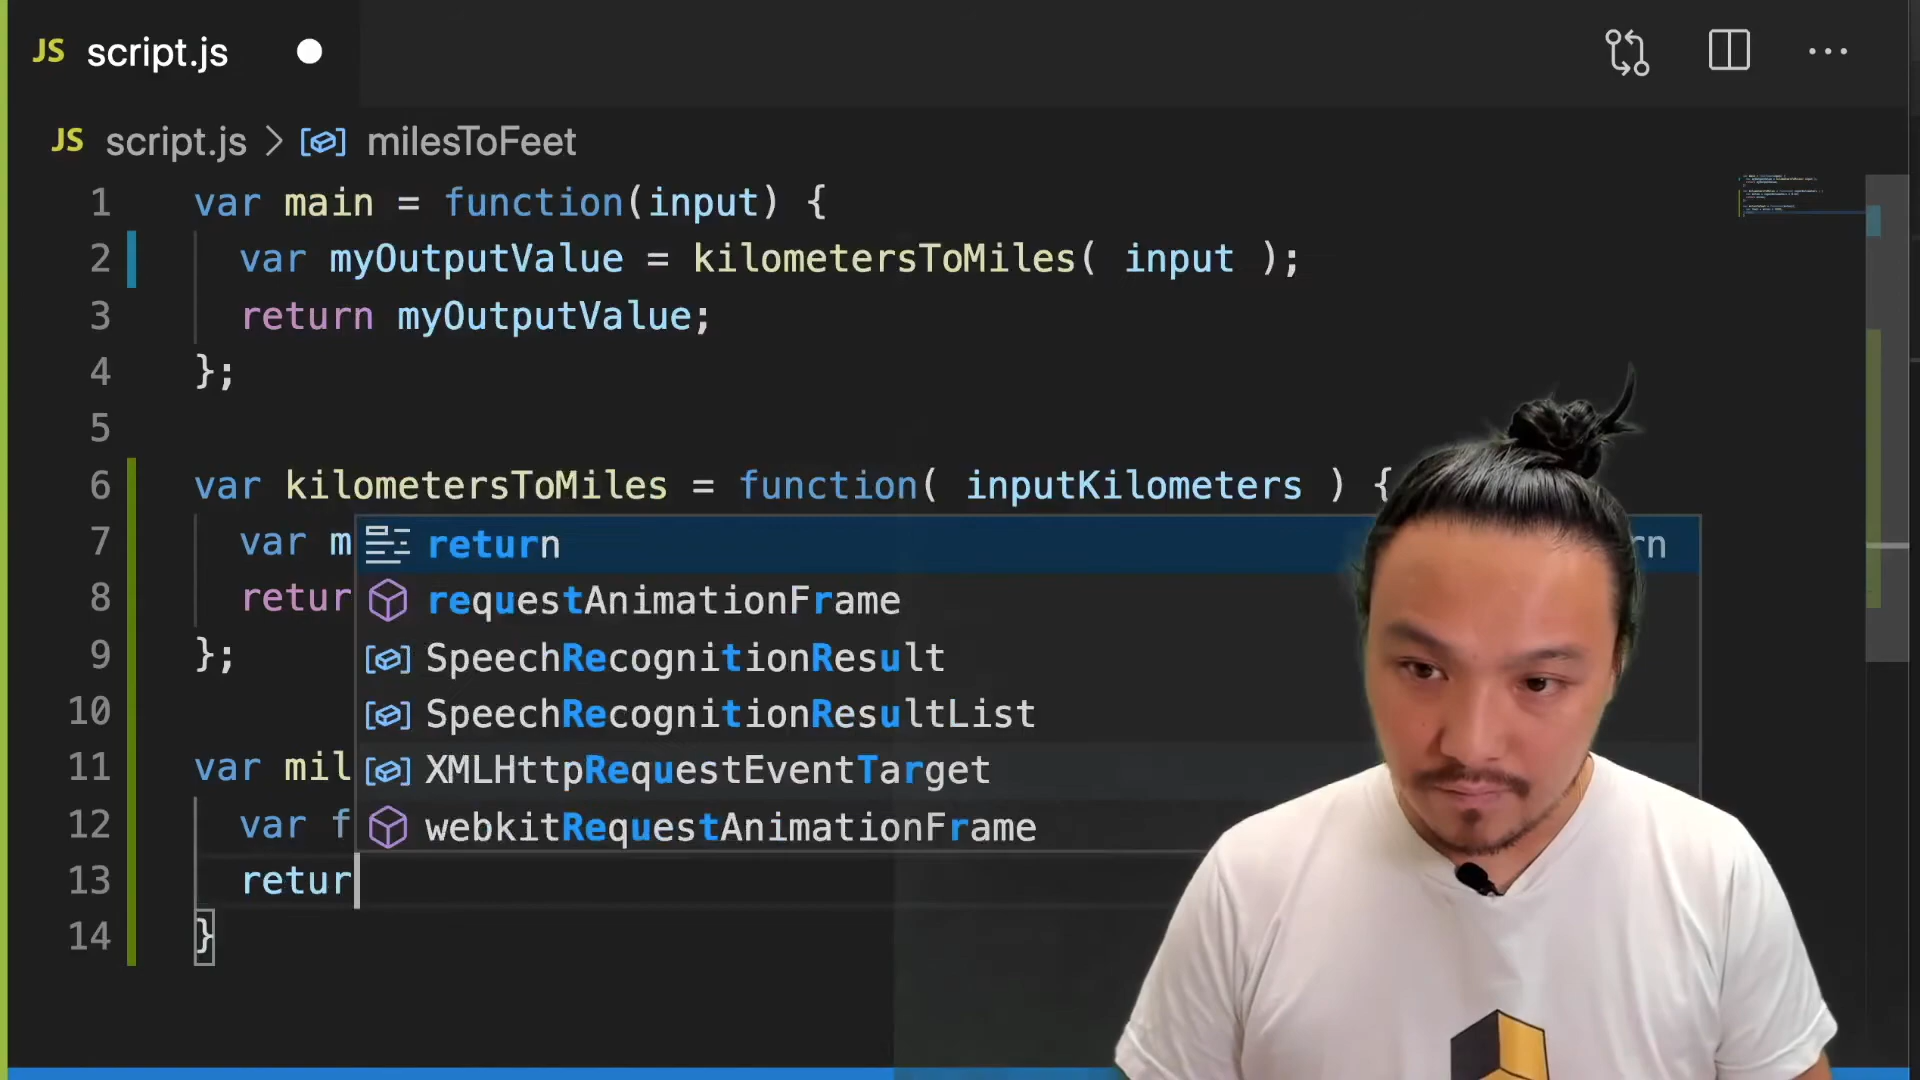 JS script.js
JS script.js > milesToFeet
1 var main = function(input) {
2 var myOutputValue = kilometersToMiles( input );
3 return myOutputValue;
4 };
5
6 var kilometersToMiles = function( inputKilometers ) {
7 var m
return rn
requestAnimationFrame
8 retur
SpeechRecognitionResult
9 };
SpeechRecognitionResultList
10
XMLHttpRequestEventTarget
11 var mil
webkitRequestAnimationFrame
12 var f
13 retur
14 }